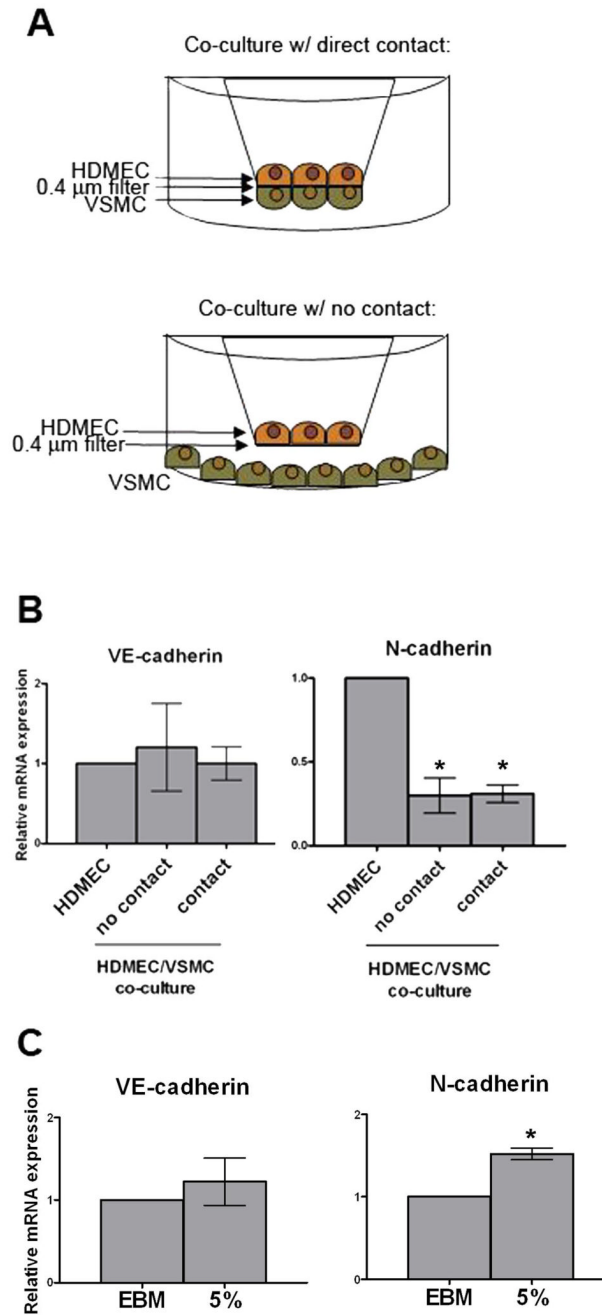 A
Co-culture w/ direct contact:
HDMEC
0.4 µm filter
VSMC
Co-culture w/ no contact:
HDMEC
0.4 µm filter
VSMC
B
VE-cadherin
Relative mRNA expression
2
1
0
HDMEC
no contact
contact
HDMEC/VSMC
co-culture
N-cadherin
1.0
0.5
0.0
*
*
HDMEC
no contact
contact
HDMEC/VSMC
co-culture
C
VE-cadherin
Relative mRNA expression
2
1
0
EBM
5%
N-cadherin
2
1
0
*
EBM
5%